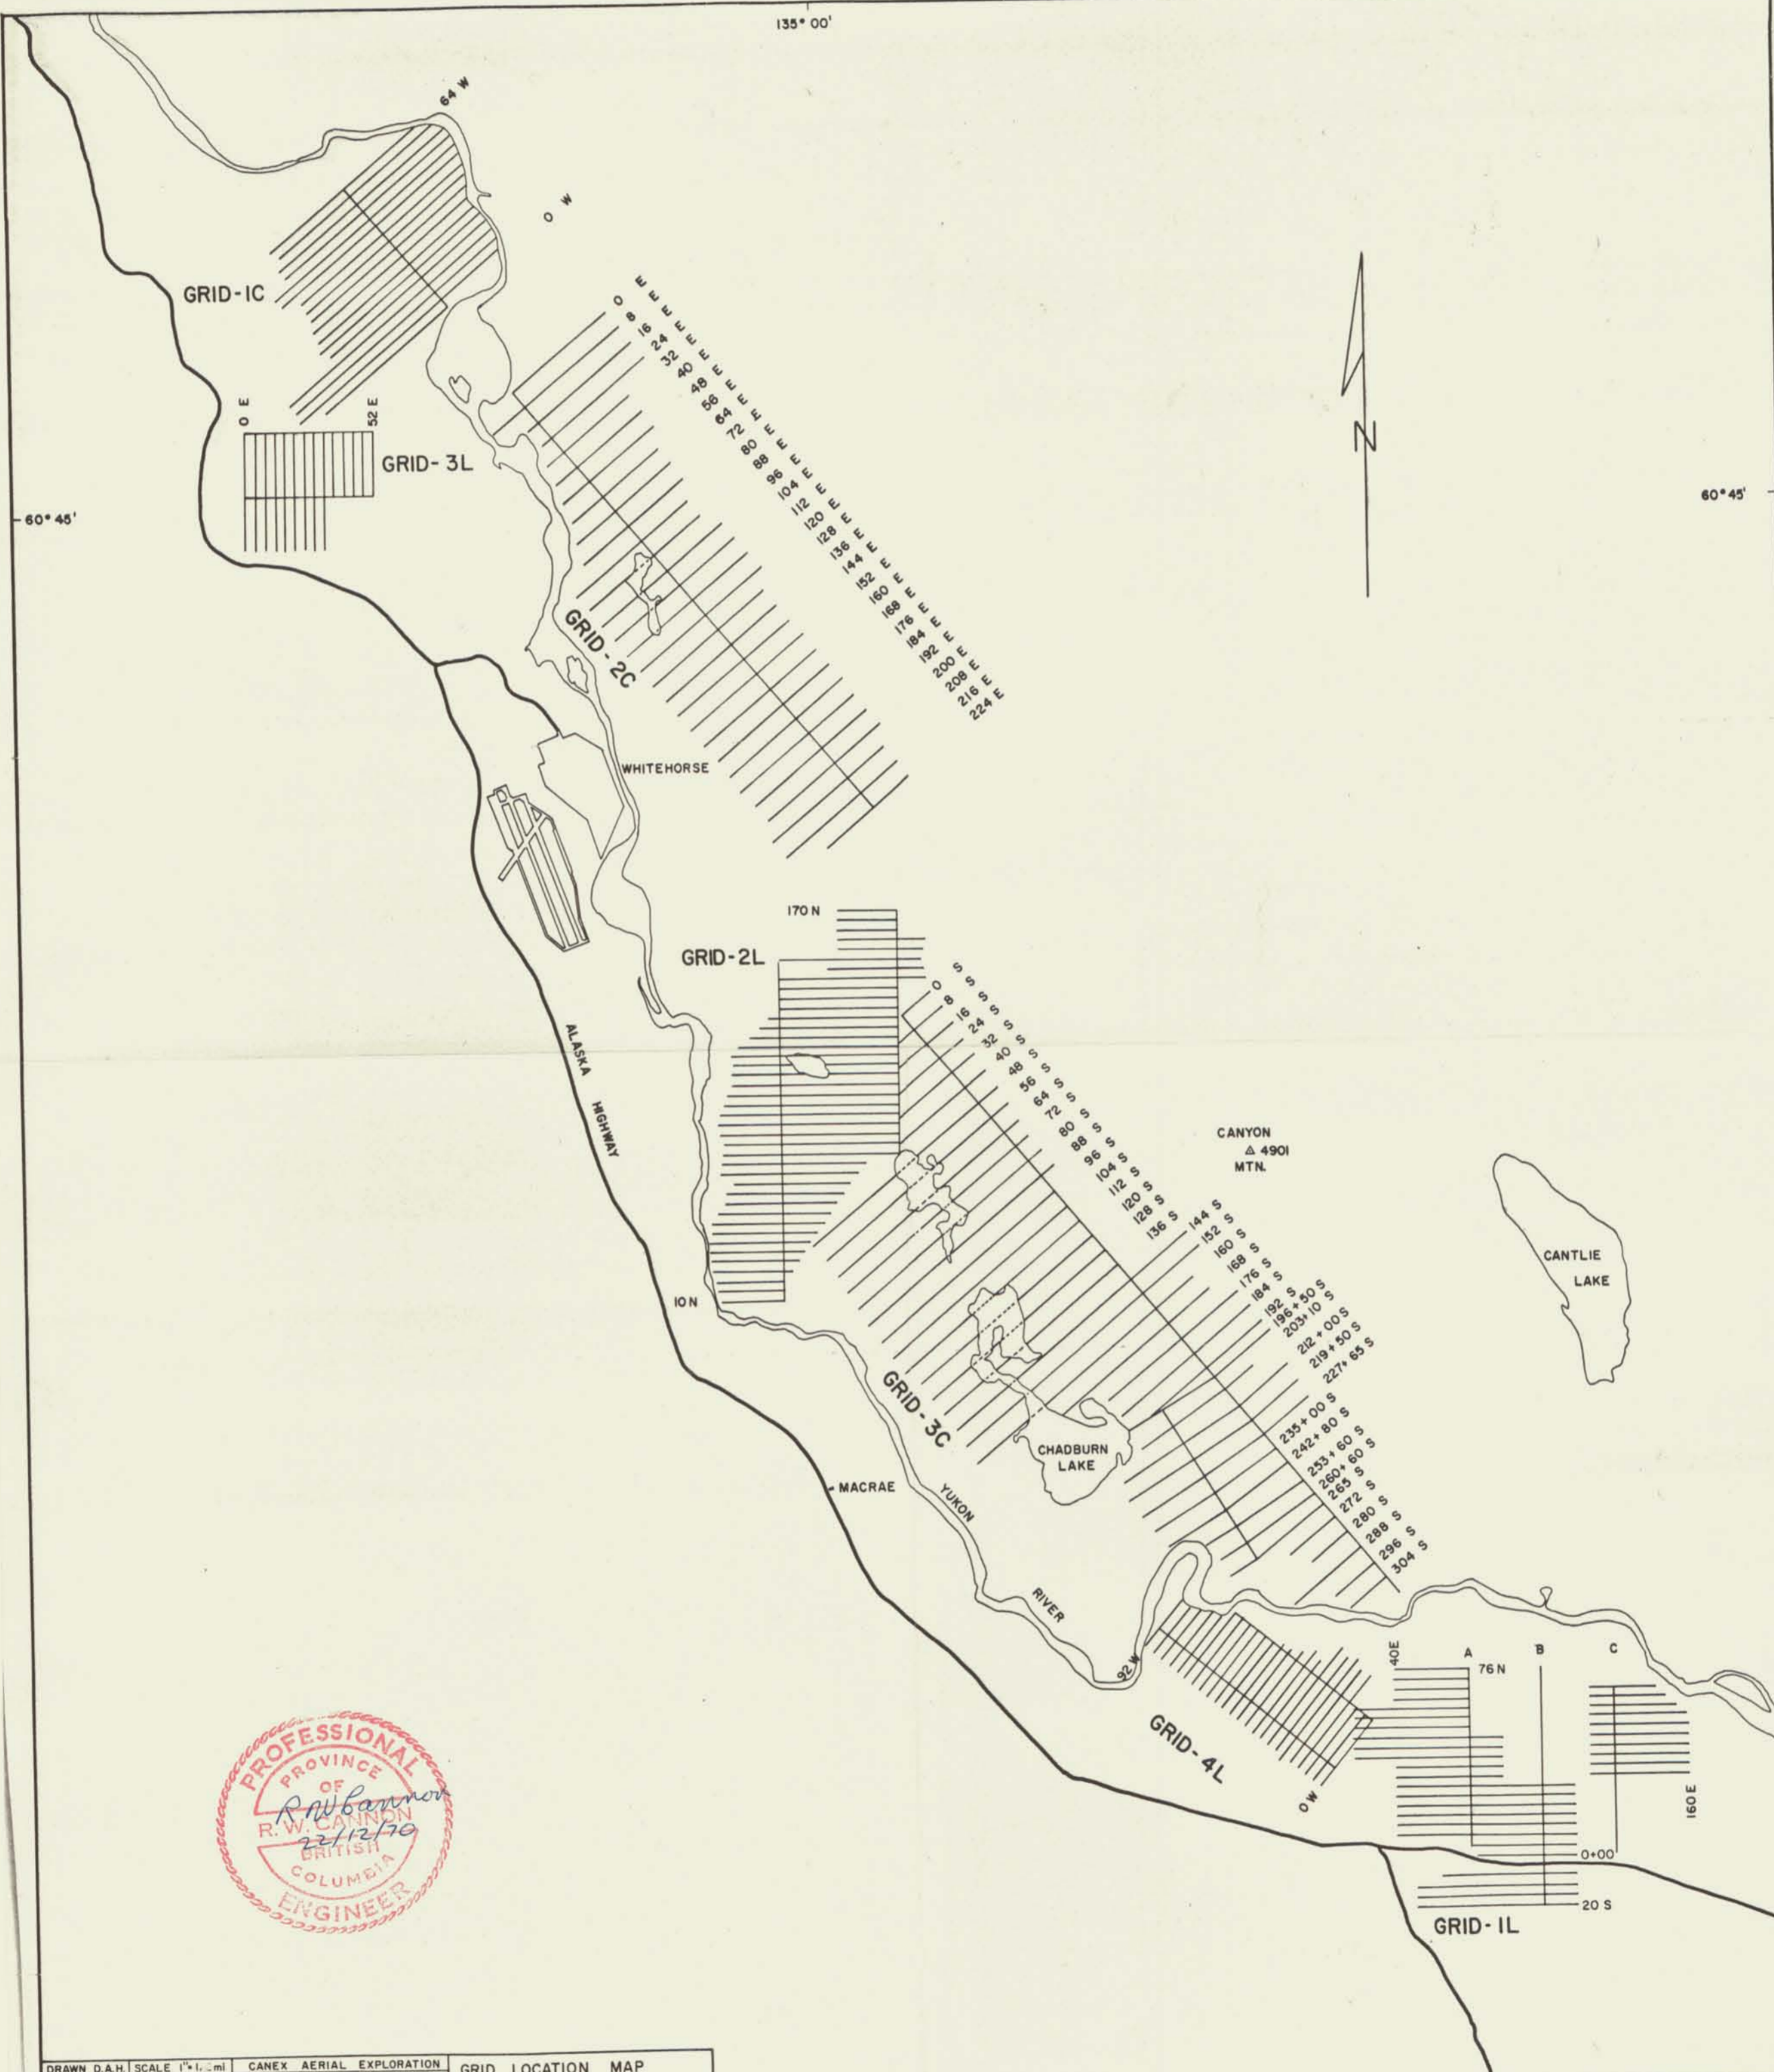 135° 00'
64 W
0 W
GRID-1C
0 E
8 E
16 E
24 E
32 E
40 E
48 E
56 E
64 E
72 E
80 E
88 E
96 E
104 E
112 E
120 E
128 E
136 E
144 E
152 E
160 E
168 E
176 E
184 E
192 E
200 E
208 E
216 E
224 E
0 E
52 E
GRID-3L
N
60° 45'
60° 45'
GRID-2C
WHITEHORSE
170 N
GRID-2L
0 S
8 S
16 S
24 S
32 S
40 S
48 S
56 S
64 S
72 S
80 S
88 S
96 S
104 S
112 S
120 S
128 S
136 S
144 S
152 S
160 S
168 S
176 S
184 S
192 S
196+50 S
203+10 S
212+00 S
219+50 S
227+65 S
235+00 S
242+80 S
253+60 S
260+60 S
265 S
272 S
280 S
288 S
296 S
304 S
ALASKA HIGHWAY
CANYON
△ 4901
MTN.
CANTLIE
LAKE
10 N
GRID-3C
CHADBURN
LAKE
MACRAE
YUKON
RIVER
92 W
GRID-4L
0 W
40E
A
76 N
B
C
160 E
0+00
20 S
GRID-1L
PROFESSIONAL
PROVINCE
OF
R.W. Cannon
R. W. CANNON
22/12/70
BRITISH
COLUMBIA
ENGINEER
DRAWN D.A.H. SCALE CANEX AERIAL EXPLORATION GRID LOCATION MAP